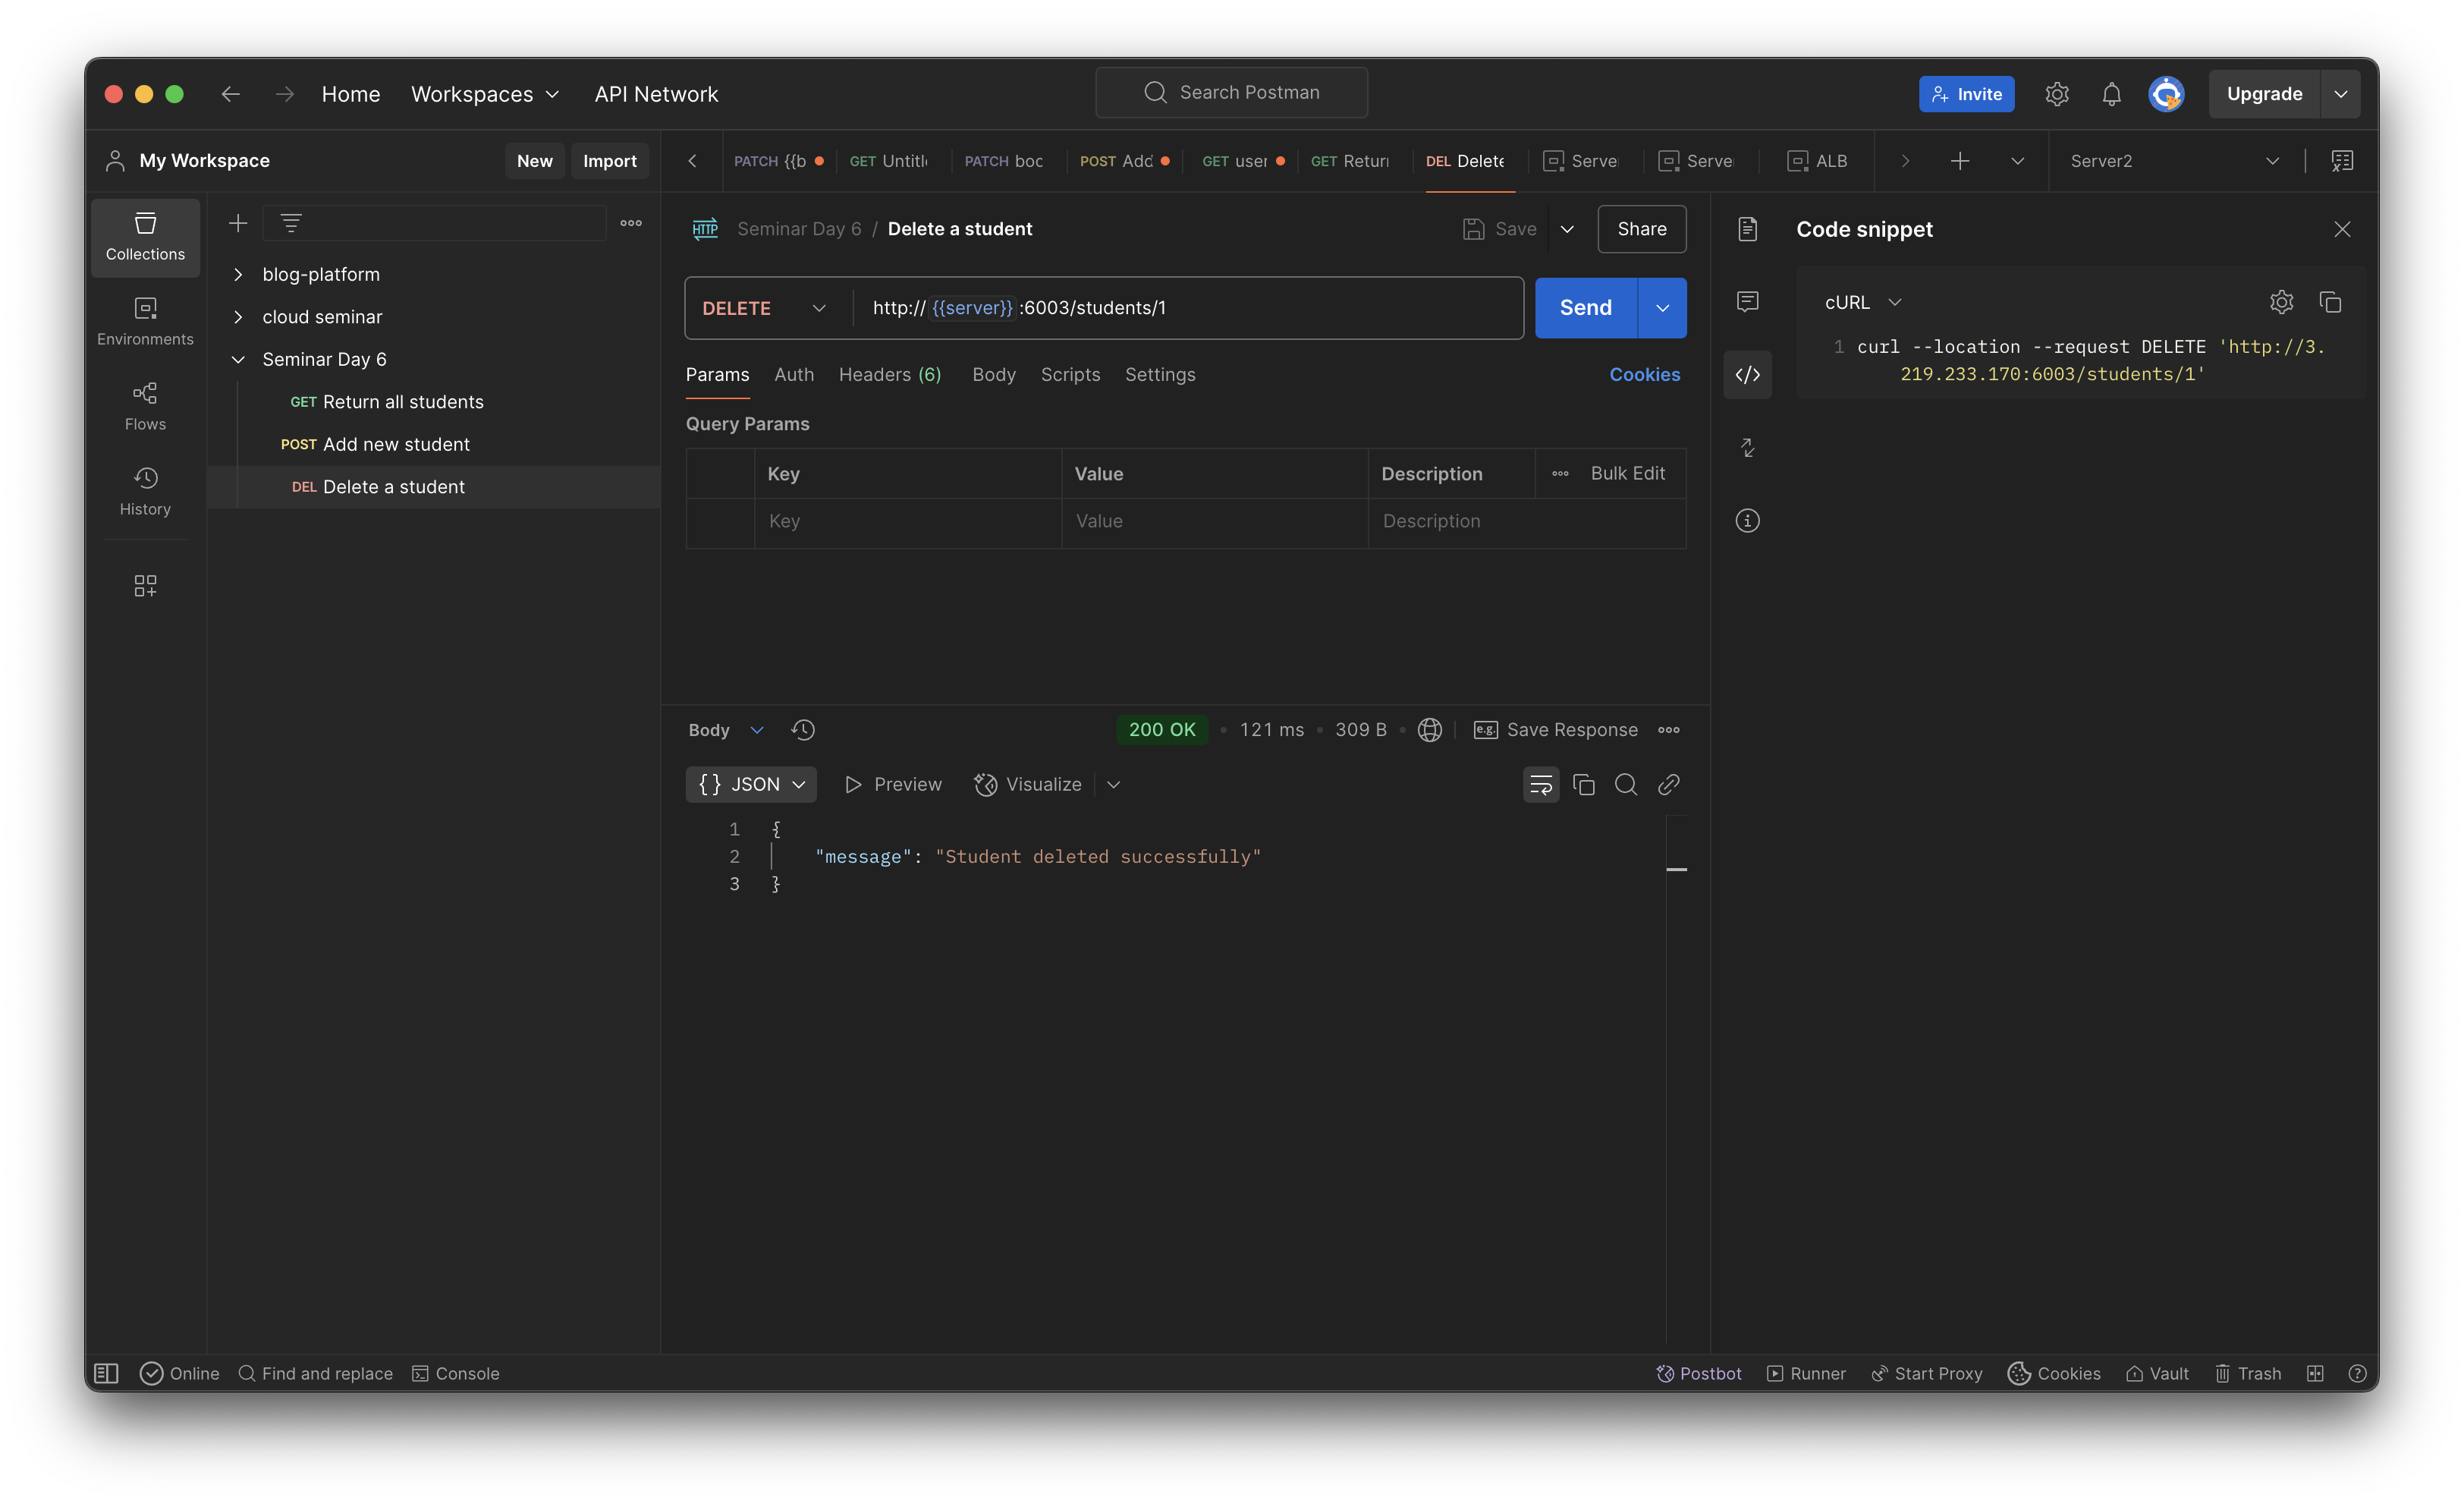 Home Workspaces API Network
Search Postman
Invite
Upgrade
My Workspace
New Import
PATCH {{b GET Untitl PATCH boc POST Add GET user GET Return DEL Delete Serve Serve ALB
Server2
Collections
Environments
Flows
History
blog-platform
cloud seminar
Seminar Day 6
GET Return all students
POST Add new student
DEL Delete a student
HTTP Seminar Day 6 / Delete a student
Save Share
DELETE http://{{server}}:6003/students/1
Send
Params Auth Headers (6) Body Scripts Settings Cookies
Query Params
Key Value Description Bulk Edit
Key Value Description
Body 200 OK • 121 ms • 309 B • e.g. Save Response
{} JSON Preview Visualize
1 {
2 "message": "Student deleted successfully"
3 }
Code snippet
cURL
1 curl --location --request DELETE 'http://3.
219.233.170:6003/students/1'
Online Find and replace Console
Postbot Runner Start Proxy Cookies Vault Trash